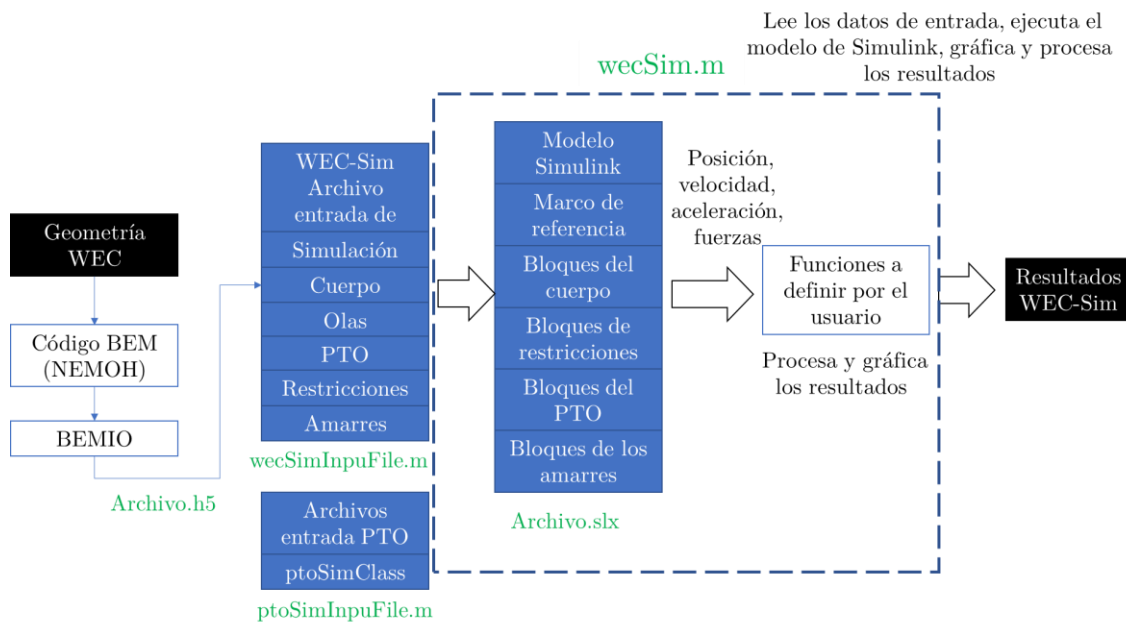 Lee los datos de entrada, ejecuta el
modelo de Simulink, gráfica y procesa
los resultados
wecSim.m
Geometría
WEC
Código BEM
(NEMOH)
BEMIO
Archivo.h5
WEC-Sim
Archivo
entrada de
Simulación
Cuerpo
Olas
PTO
Restricciones
Amarres
wecSimInpuFile.m
Archivos
entrada PTO
ptoSimClass
ptoSimInpuFile.m
Modelo
Simulink
Marco de
referencia
Bloques del
cuerpo
Bloques de
restricciones
Bloques del
PTO
Bloques de los
amarres
Archivo.slx
Posición,
velocidad,
aceleración,
fuerzas
Funciones a
definir por el
usuario
Procesa y gráfica
los resultados
Resultados
WEC-Sim